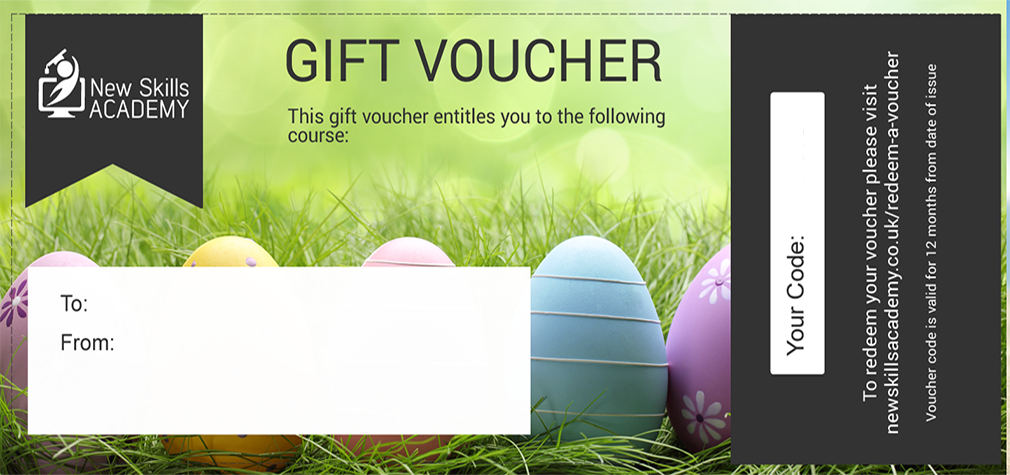 New Skills
ACADEMY
GIFT VOUCHER
This gift voucher entitles you to the following
course:
To:
From:
Your Code:
To redeem your voucher please visit
newskillsacademy.co.uk/redeem-a-voucher
Voucher code is valid for 12 months from date of issue